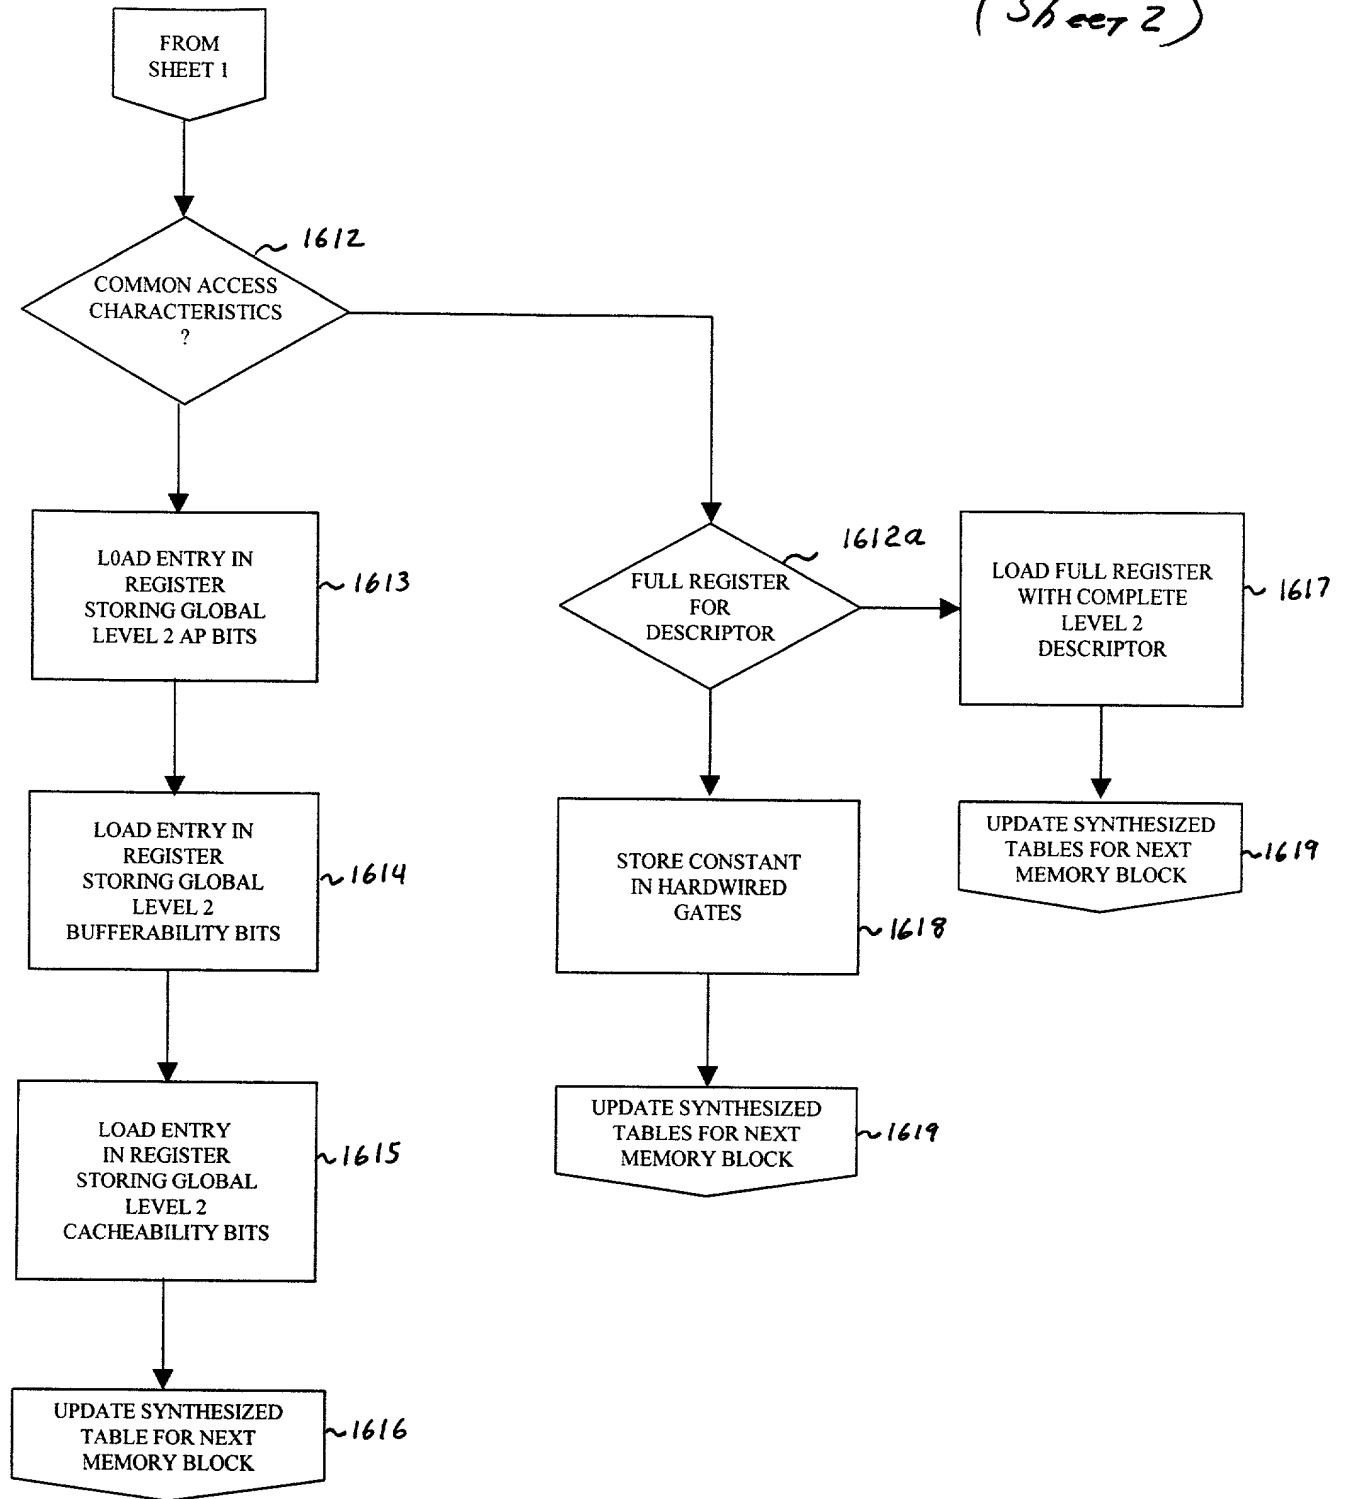 (Sheet 2)
FROM
SHEET 1
1612
COMMON ACCESS
CHARACTERISTICS
?
L0AD ENTRY IN
REGISTER
STORING GLOBAL
LEVEL 2 AP BITS
1613
1612a
FULL REGISTER
FOR
DESCRIPTOR
LOAD FULL REGISTER
WITH COMPLETE
LEVEL 2
DESCRIPTOR
1617
LOAD ENTRY IN
REGISTER
STORING GLOBAL
LEVEL 2
BUFFERABILITY BITS
1614
STORE CONSTANT
IN HARDWIRED
GATES
1618
UPDATE SYNTHESIZED
TABLES FOR NEXT
MEMORY BLOCK
1619
LOAD ENTRY
IN REGISTER
STORING GLOBAL
LEVEL 2
CACHEABILITY BITS
1615
UPDATE SYNTHESIZED
TABLES FOR NEXT
MEMORY BLOCK
1619
UPDATE SYNTHESIZED
TABLE FOR NEXT
MEMORY BLOCK
1616